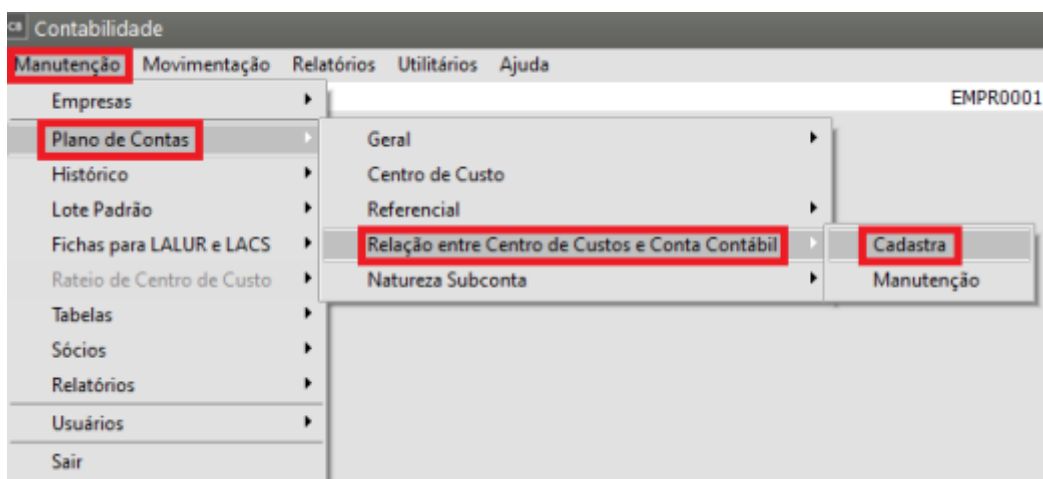 CB Contabilidade
Manutenção Movimentação Relatórios Utilitários Ajuda
EMPR0001
Empresas
Plano de Contas
Histórico
Lote Padrão
Fichas para LALUR e LACS
Rateio de Centro de Custo
Tabelas
Sócios
Relatórios
Usuários
Sair
Geral
Centro de Custo
Referencial
Relação entre Centro de Custos e Conta Contábil
Natureza Subconta
Cadastra
Manutenção